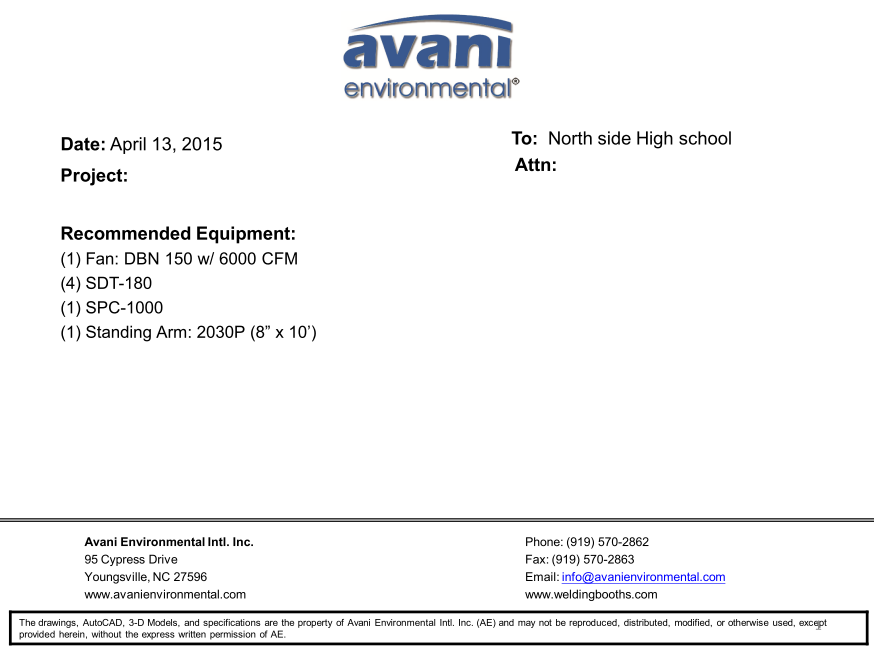 avani
environmental®
Date: April 13, 2015
To: North side High school
Attn:
Project:
Recommended Equipment:
(1) Fan: DBN 150 w/ 6000 CFM
(4) SDT-180
(1) SPC-1000
(1) Standing Arm: 2030P (8” x 10’)
Avani Environmental Intl. Inc.
95 Cypress Drive
Youngsville, NC 27596
www.avanienvironmental.com
Phone: (919) 570-2862
Fax: (919) 570-2863
Email: info@avanienvironmental.com
www.weldingbooths.com
The drawings, AutoCAD, 3-D Models, and specifications are the property of Avani Environmental Intl. Inc. (AE) and may not be reproduced, distributed, modified, or otherwise used, except
provided herein, without the express written permission of AE.